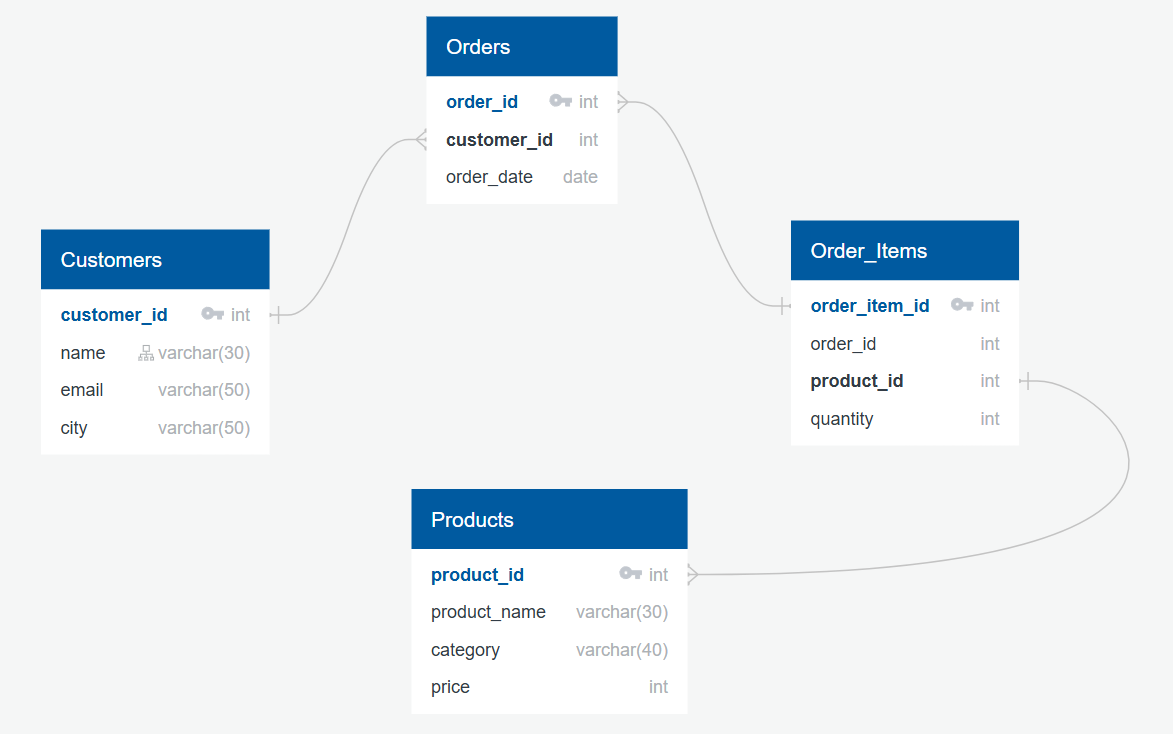 Orders
order_id int
customer_id int
order_date date
Customers
customer_id int
name varchar(30)
email varchar(50)
city varchar(50)
Order_Items
order_item_id int
order_id int
product_id int
quantity int
Products
product_id int
product_name varchar(30)
category varchar(40)
price int